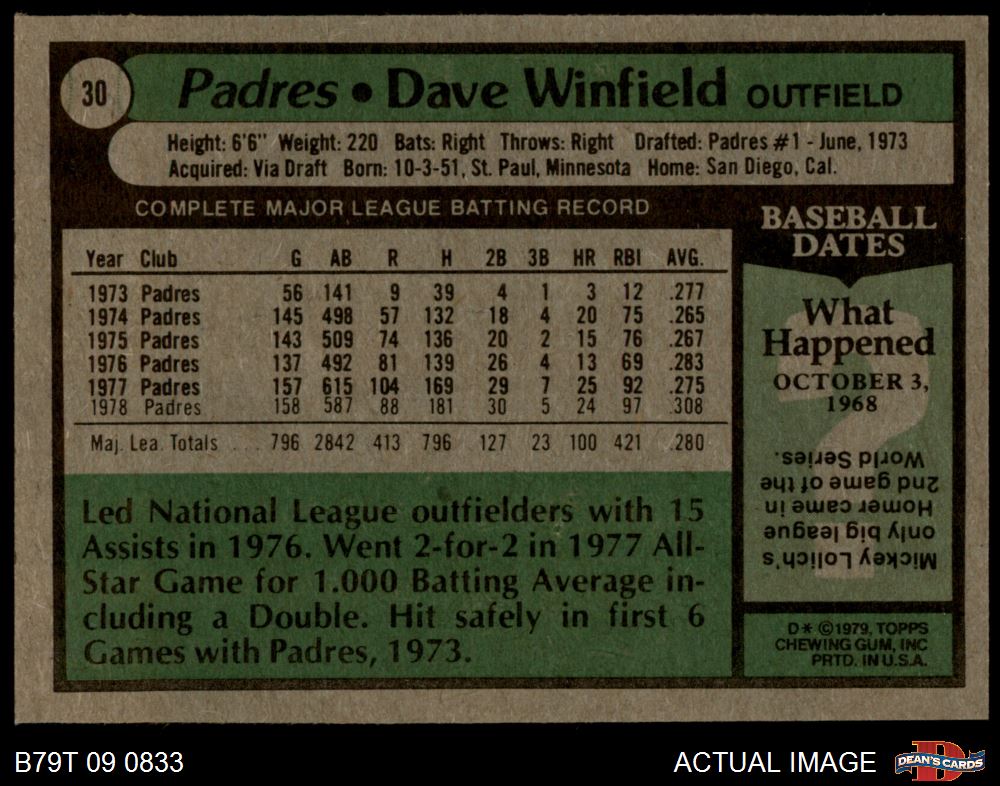 30
Padres • Dave Winfield OUTFIELD
Height: 6'6" Weight: 220 Bats: Right Throws: Right Drafted: Padres #1 - June, 1973
Acquired: Via Draft Born: 10-3-51, St. Paul, Minnesota Home: San Diego, Cal.
COMPLETE MAJOR LEAGUE BATTING RECORD
Year Club G AB R H 2B 3B HR RBI AVG.
1973 Padres 56 141 9 39 4 1 3 12 .277
1974 Padres 145 498 57 132 18 4 20 75 .265
1975 Padres 143 509 74 136 20 2 15 76 .267
1976 Padres 137 492 81 139 26 4 13 69 .283
1977 Padres 157 615 104 169 29 7 25 92 .275
1978 Padres 158 587 88 181 30 5 24 97 .308
Maj. Lea. Totals . . . 796 2842 413 796 127 23 100 421 .280
Led National League outfielders with 15
Assists in 1976. Went 2-for-2 in 1977 All-
Star Game for 1.000 Batting Average in-
cluding a Double. Hit safely in first 6
Games with Padres, 1973.
BASEBALL
DATES
What
Happened
OCTOBER 3,
1968
Mickey Lolich's
only big league
Homer came in
2nd game of the
World Series.
D* ©1979, TOPPS
CHEWING GUM, INC
PRTD. IN U.S.A.
B79T 09 0833
ACTUAL IMAGE
D
DEAN'S CARDS